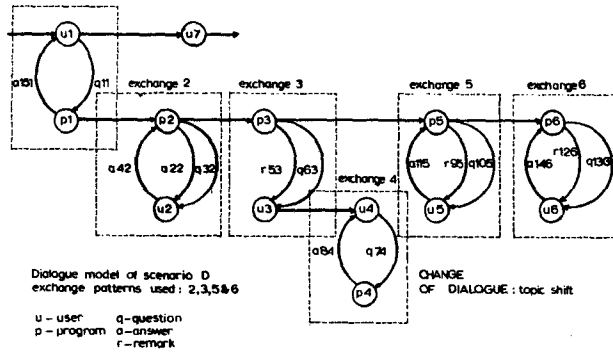 u1
u7
a151
q11
exchange 2
exchange 3
exchange 5
exchange6
p1
p2
p3
p5
p6
a42
a22
q32
r53
q63
a115
r95
q105
a146
r126
q136
exchange 4
u2
u3
u4
u5
u6
a84
q74
p4
Dialogue model of scenario D
exchange patterns used: 2,3,5&6
CHANGE
OF DIALOGUE: topic shift
u - user q-question
p - program a-answer
r-remark